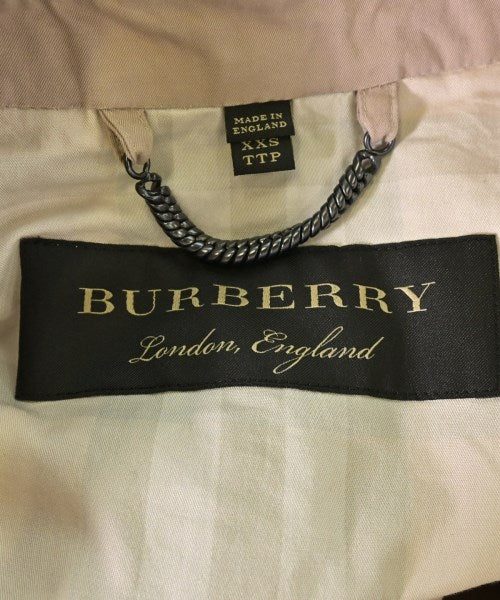 MADE IN
ENGLAND
XXS
TTP
BURBERRY
London, England